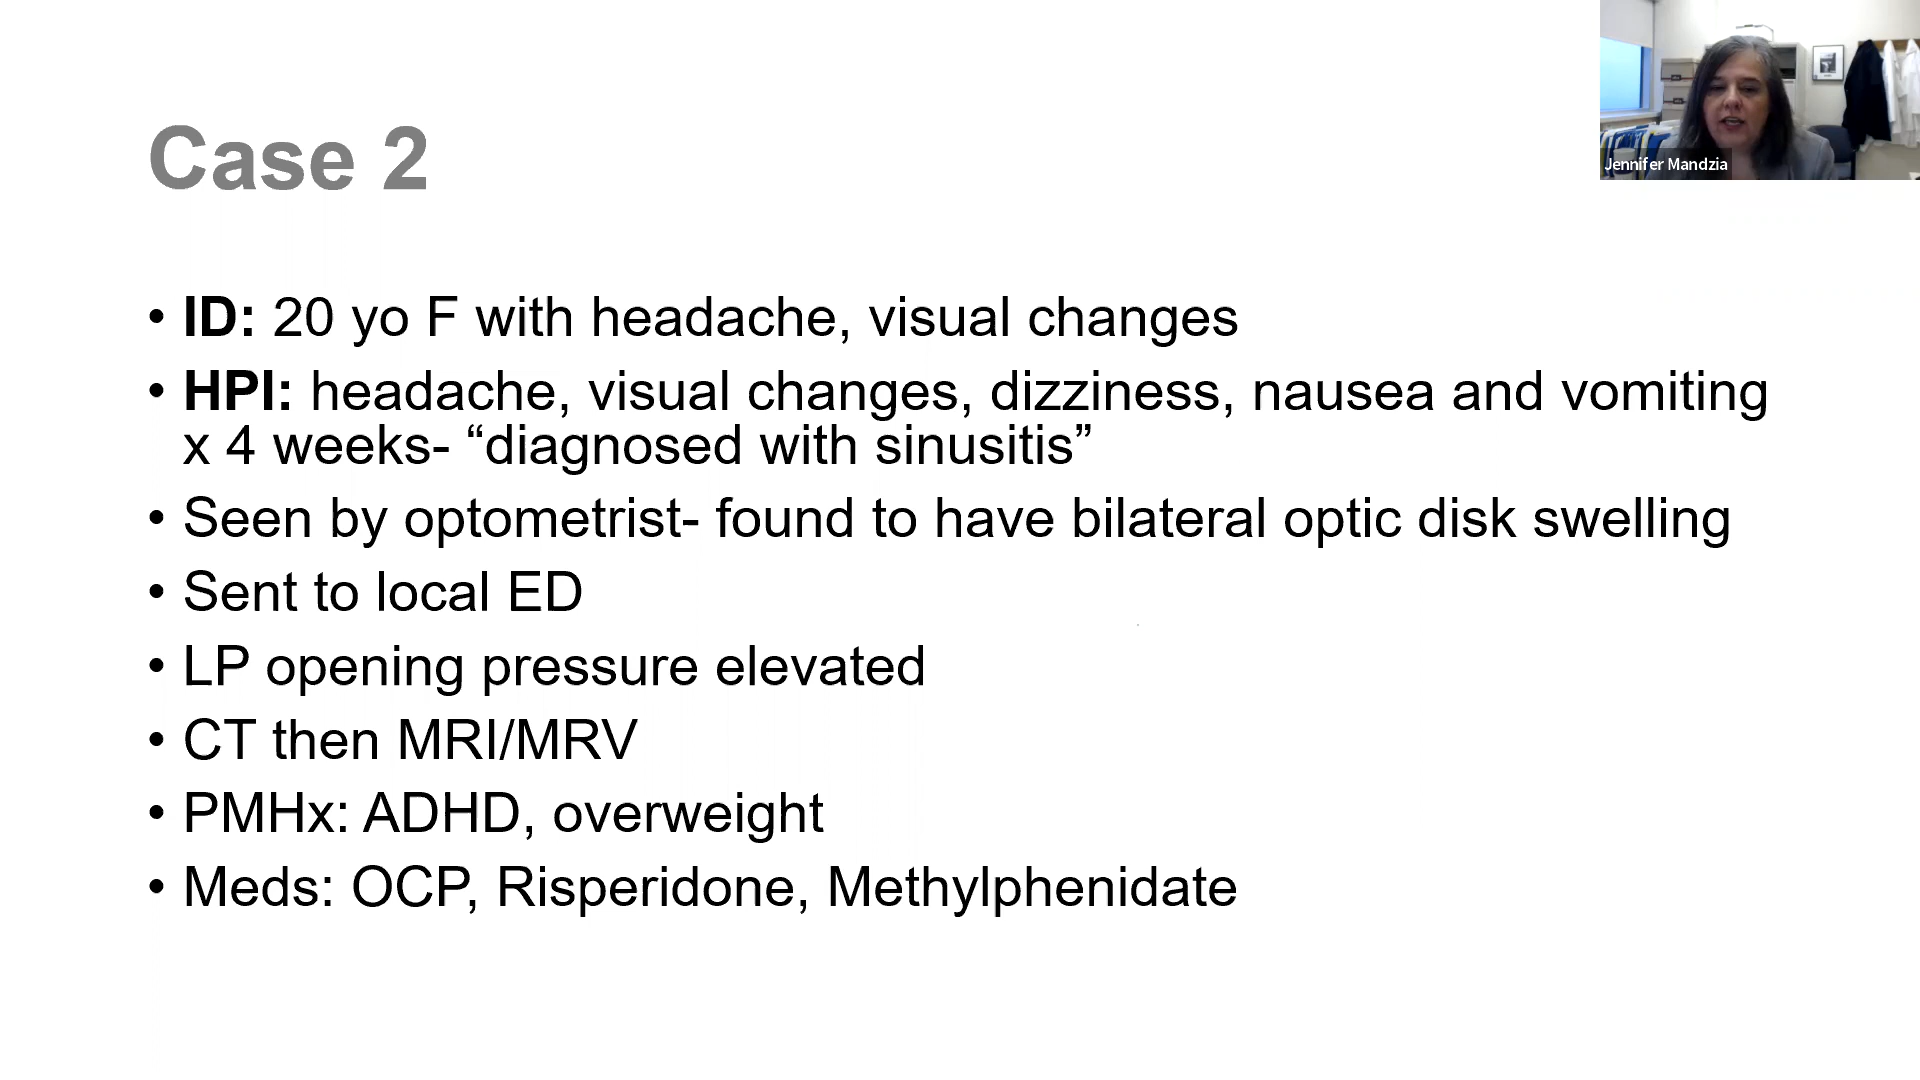 Case 2
Jennifer Mandzia
• ID: 20 yo F with headache, visual changes
• HPI: headache, visual changes, dizziness, nausea and vomiting
x 4 weeks- “diagnosed with sinusitis”
• Seen by optometrist- found to have bilateral optic disk swelling
• Sent to local ED
• LP opening pressure elevated
• CT then MRI/MRV
• PMHx: ADHD, overweight
• Meds: OCP, Risperidone, Methylphenidate